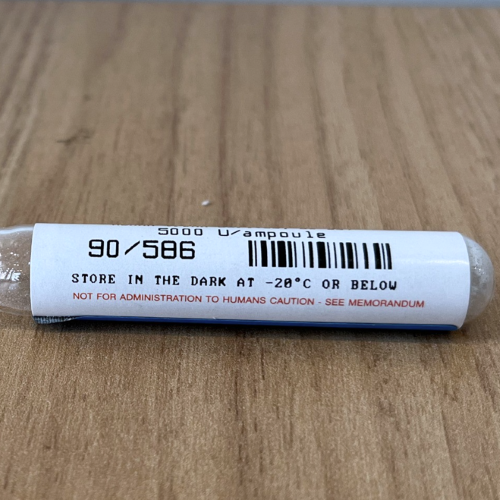 5000 U/ampoule
90/586
STORE IN THE DARK AT -20°C OR BELOW
NOT FOR ADMINISTRATION TO HUMANS CAUTION - SEE MEMORANDUM